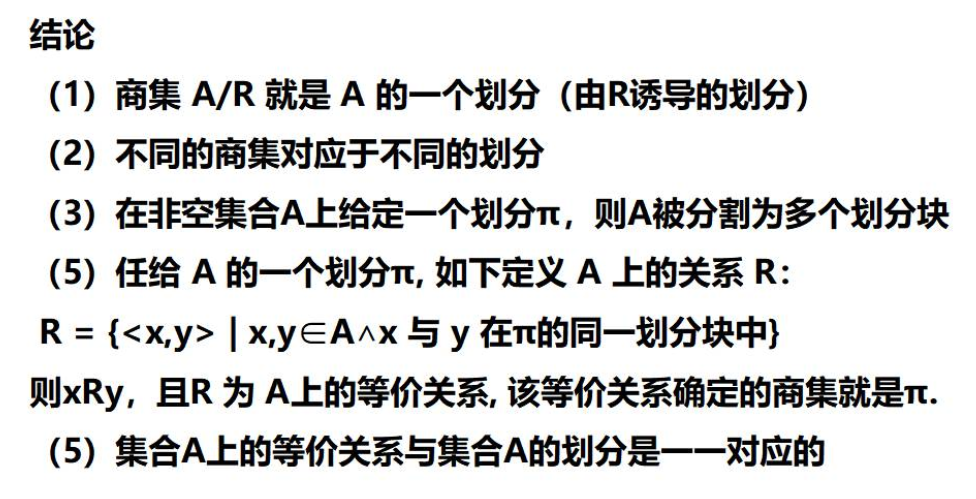 结论
（1）商集 A/R 就是 A 的一个划分（由R诱导的划分）
（2）不同的商集对应于不同的划分
（3）在非空集合A上给定一个划分π，则A被分割为多个划分块
（5）任给 A 的一个划分π, 如下定义 A 上的关系 R：
R = {<x,y> | x,y∈A∧x 与 y 在π的同一划分块中}
则xRy，且R 为 A上的等价关系, 该等价关系确定的商集就是π.
（5）集合A上的等价关系与集合A的划分是一一对应的